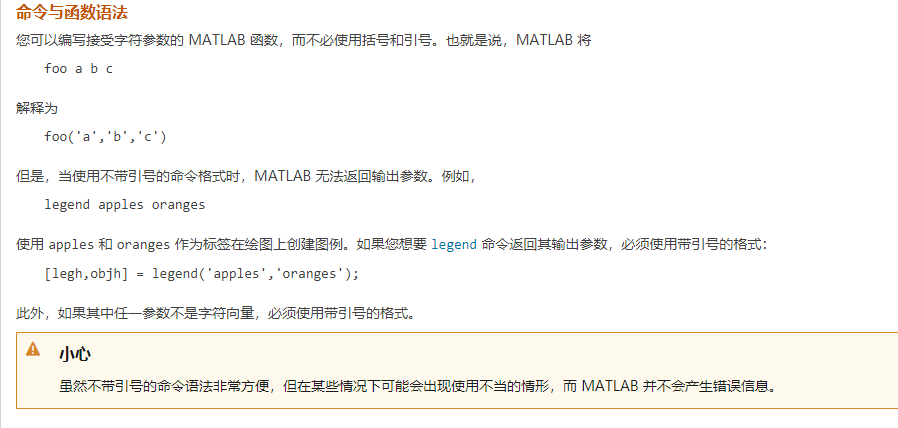 命令与函数语法
您可以编写接受字符参数的 MATLAB 函数，而不必使用括号和引号。也就是说，MATLAB 将
foo a b c
解释为
foo('a','b','c')
但是，当使用不带引号的命令格式时，MATLAB 无法返回输出参数。例如，
legend apples oranges
使用 apples 和 oranges 作为标签在绘图上创建图例。如果您想要 legend 命令返回其输出参数，必须使用带引号的格式：
[legh,objh] = legend('apples','oranges');
此外，如果其中任一参数不是字符向量，必须使用带引号的格式。
小心
虽然不带引号的命令语法非常方便，但在某些情况下可能会出现使用不当的情形，而 MATLAB 并不会产生错误信息。